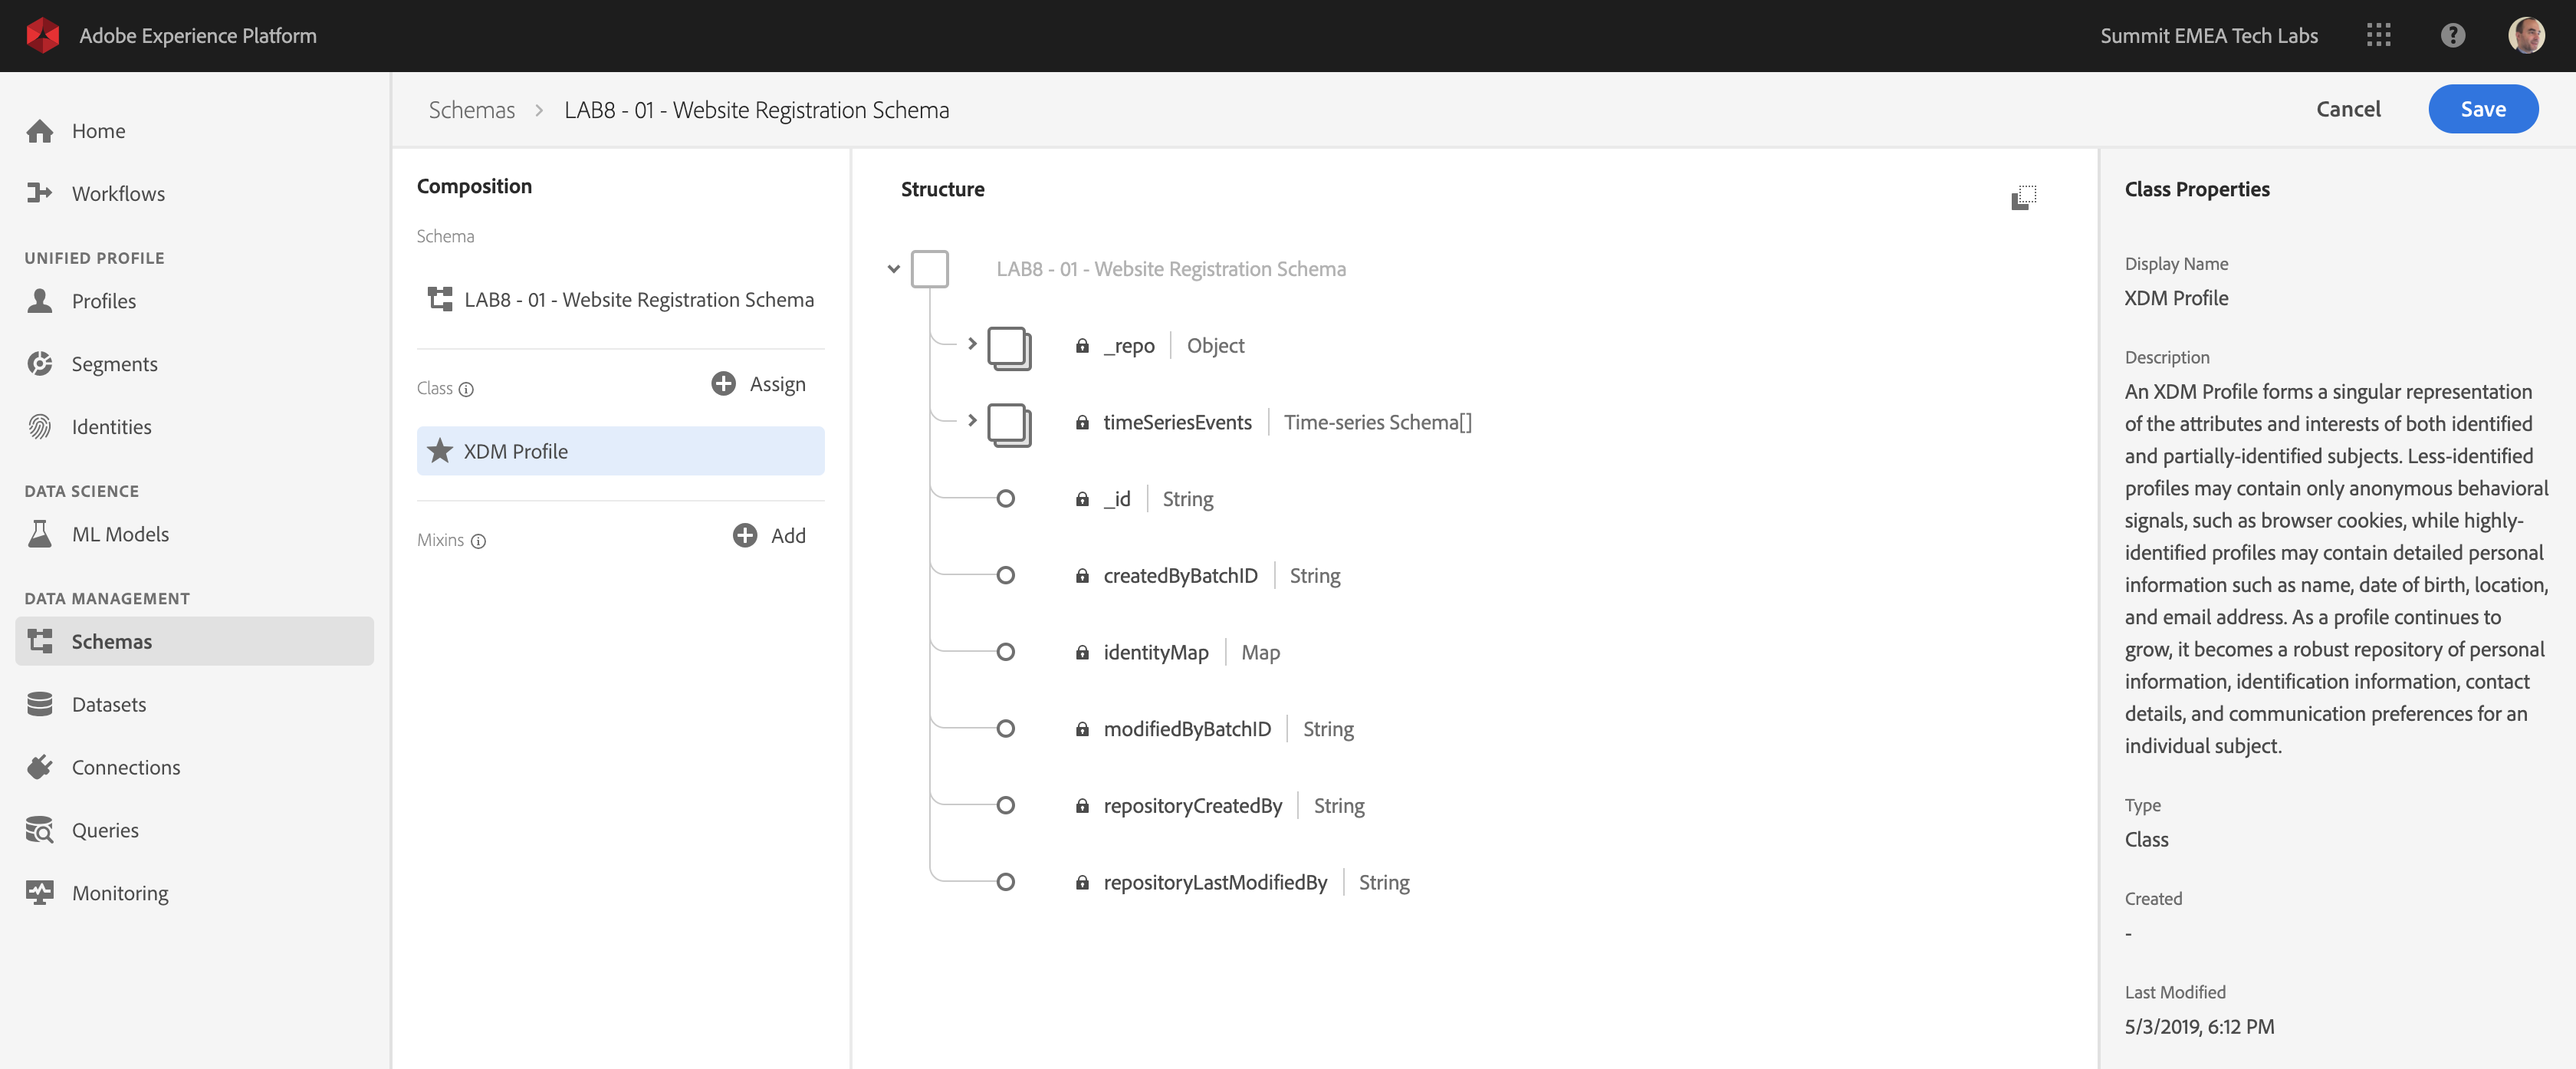 Adobe Experience Platform
Summit EMEA Tech Labs
?
Home
Workflows
UNIFIED PROFILE
Profiles
Segments
Identities
DATA SCIENCE
ML Models
DATA MANAGEMENT
Schemas
Datasets
Connections
Queries
Monitoring
Schemas > LAB8 - 01 - Website Registration Schema
Cancel
Save
Composition
Schema
LAB8 - 01 - Website Registration Schema
Class
Assign
XDM Profile
Mixins
Add
Structure
LAB8 - 01 - Website Registration Schema
_repo | Object
timeSeriesEvents | Time-series Schema[]
_id | String
createdByBatchID | String
identityMap | Map
modifiedByBatchID | String
repositoryCreatedBy | String
repositoryLastModifiedBy | String
Class Properties
Display Name
XDM Profile
Description
An XDM Profile forms a singular representation
of the attributes and interests of both identified
and partially-identified subjects. Less-identified
profiles may contain only anonymous behavioral
signals, such as browser cookies, while highly-
identified profiles may contain detailed personal
information such as name, date of birth, location,
and email address. As a profile continues to
grow, it becomes a robust repository of personal
information, identification information, contact
details, and communication preferences for an
individual subject.
Type
Class
Created
-
Last Modified
5/3/2019, 6:12 PM